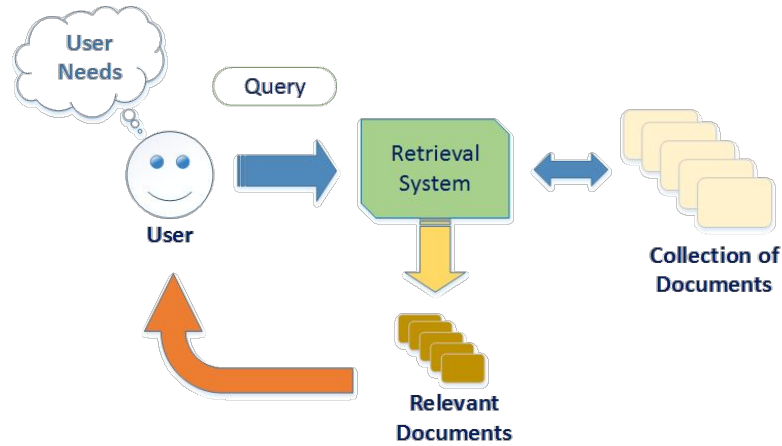 User
Needs
Query
Retrieval
System
User
Collection of
Documents
Relevant
Documents